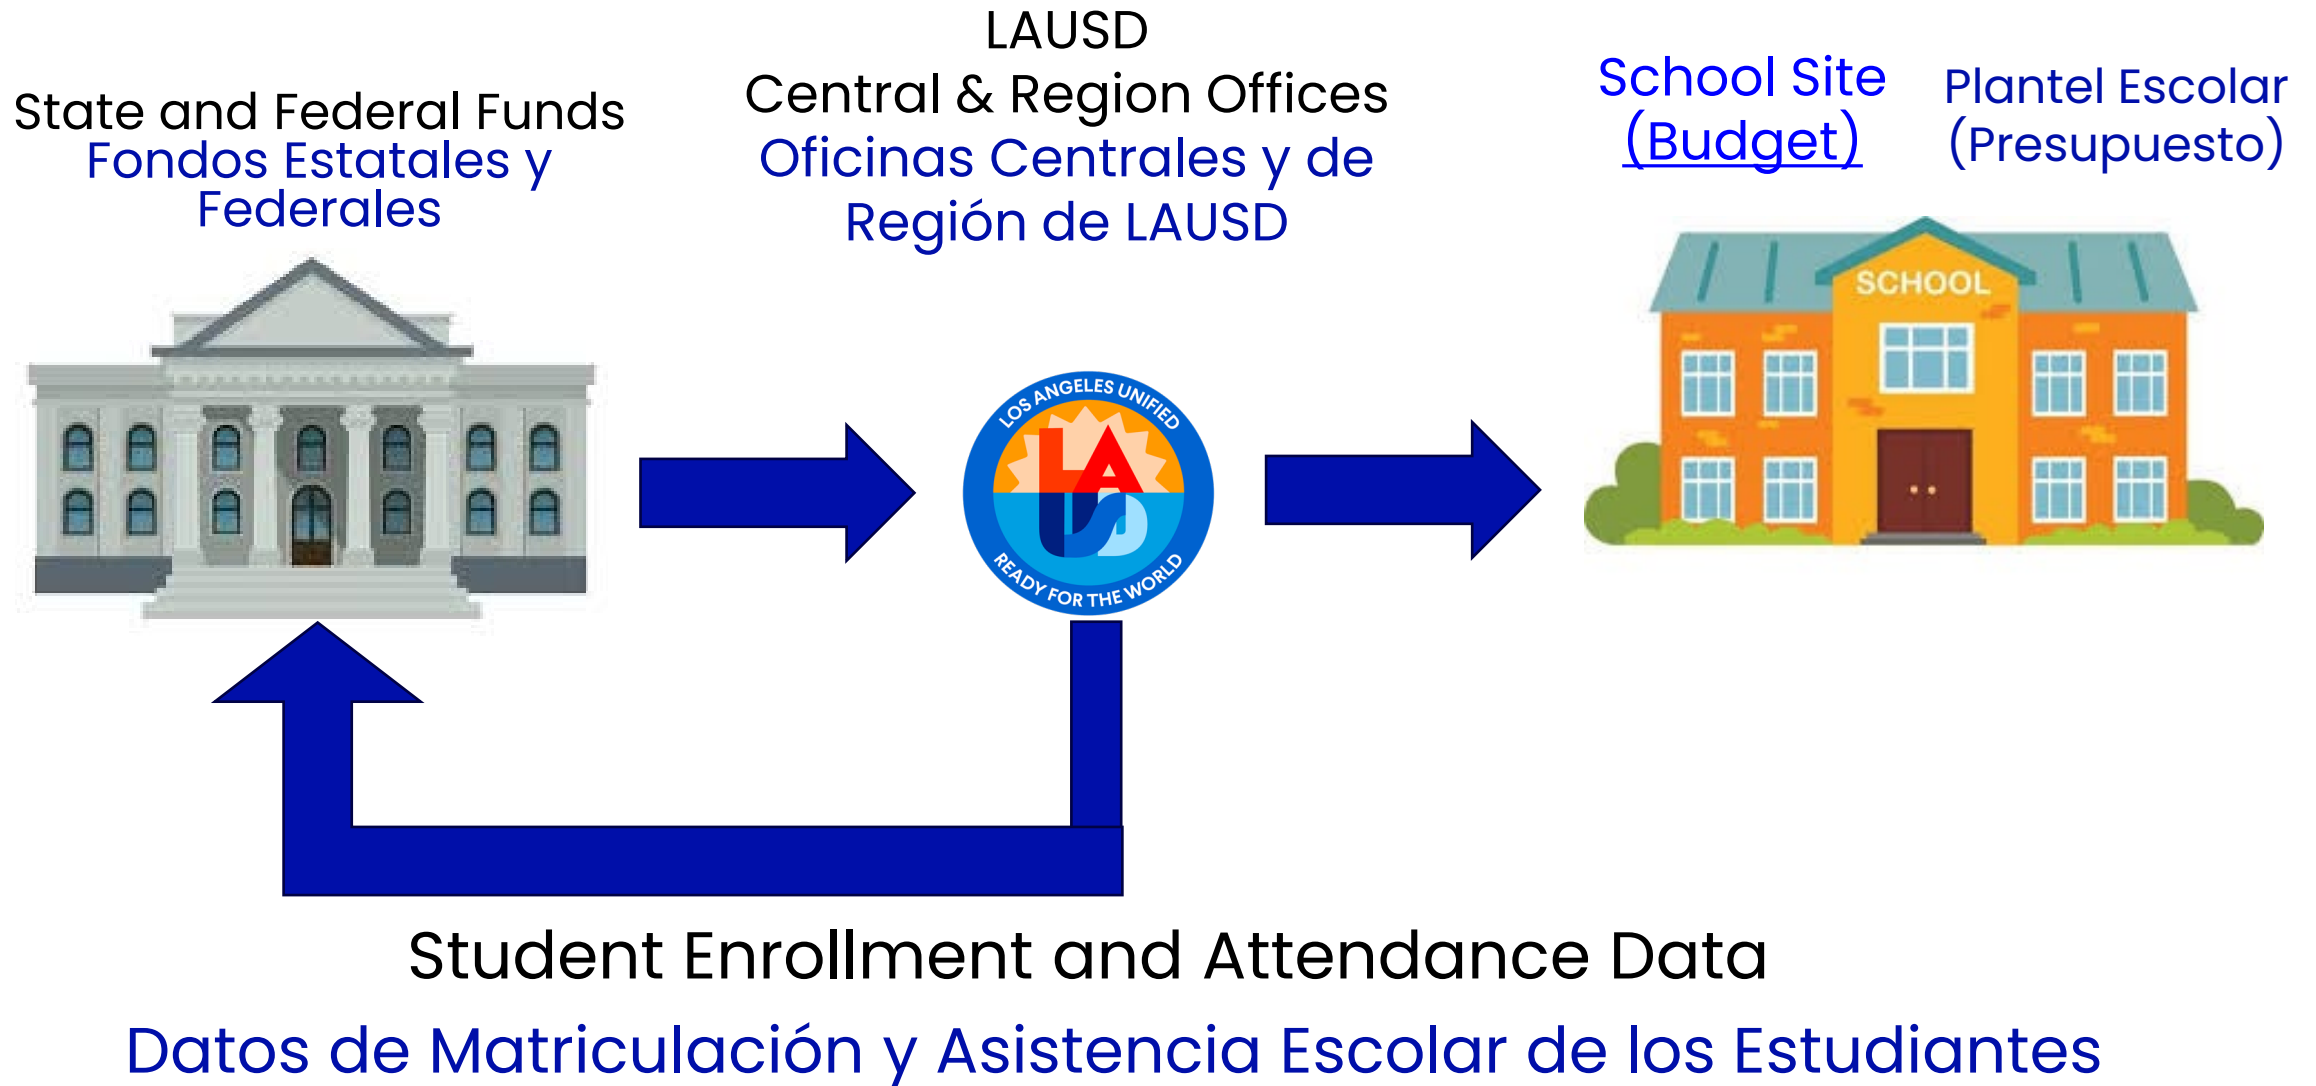 State and Federal Funds
Fondos Estatales y
Federales
LAUSD
Central & Region Offices
Oficinas Centrales y de
Región de LAUSD
School Site
(Budget)
Plantel Escolar
(Presupuesto)
SCHOOL
LOS ANGELES UNIFIED
LAUSD
READY FOR THE WORLD
Student Enrollment and Attendance Data
Datos de Matriculación y Asistencia Escolar de los Estudiantes